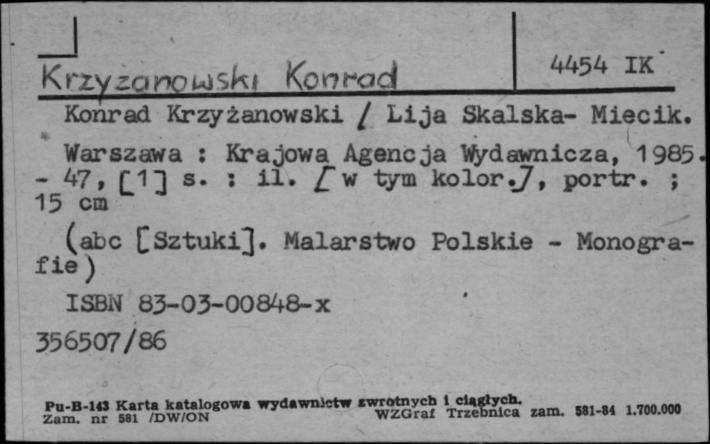 4454 IK
Krzyżanowski Konrad
Konrad Krzyżanowski / Lija Skalska- Miecik.
Warszawa : Krajowa Agencja Wydawnicza, 1985.
- 47, [1] s. : il. [w tym kolor.], portr. ;
15 cm
(abc [Sztuki]. Malarstwo Polskie - Monogra-
fie)
ISBN 83-03-00848-x
356507/86
Pu-B-143 Karta katalogowa wydawnictw zwrotnych i ciągłych.
Zam. nr 581 /DW/ON WZGraf Trzebnica zam. 581-84 1.700.000